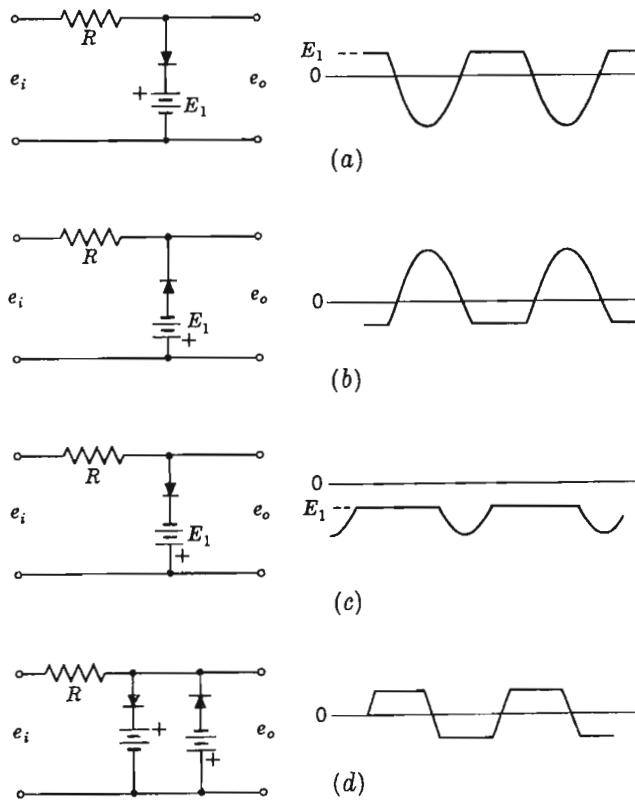 R
e_i + E_1 e_o
E_1
0
(a)
R
e_i E_1 + e_o
0
(b)
R
e_i E_1 + e_o
0
E_1
(c)
R
e_i + + e_o
0
(d)